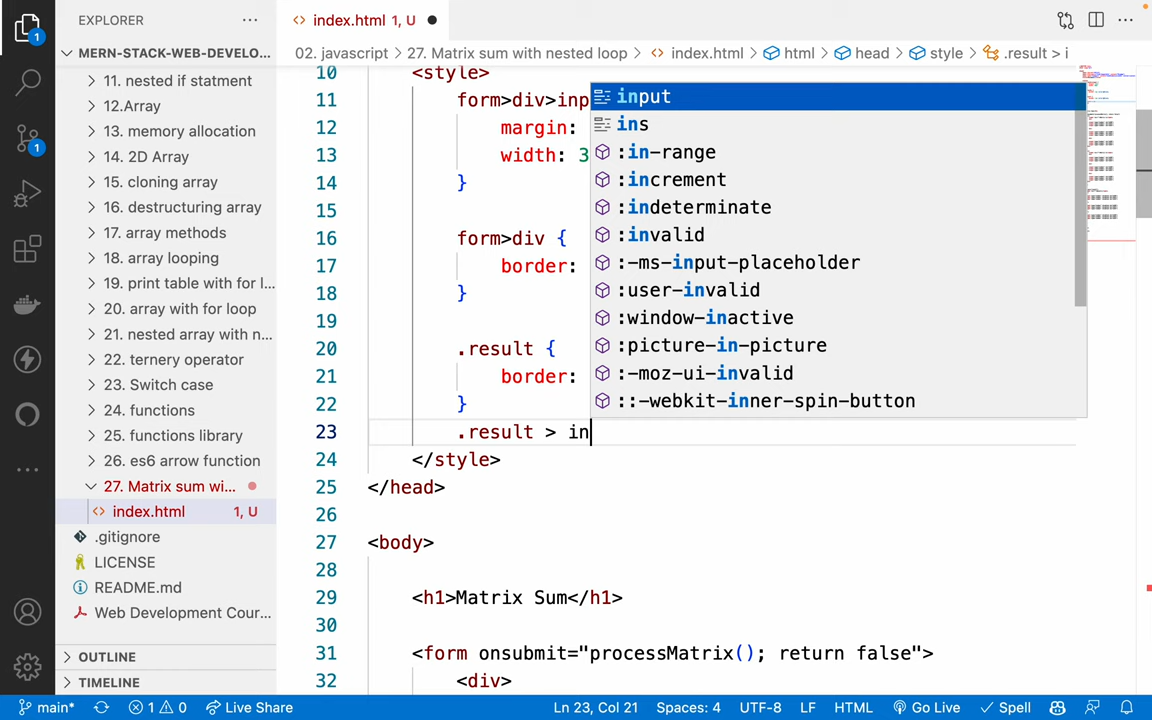 EXPLORER
index.html 1, U
MERN-STACK-WEB-DEVELO...
02. javascript > 27. Matrix sum with nested loop > index.html > html > head > style > .result > i
11. nested if statment
12.Array
13. memory allocation
14. 2D Array
15. cloning array
16. destructuring array
17. array methods
18. array looping
19. print table with for l...
20. array with for loop
21. nested array with n...
22. ternery operator
23. Switch case
24. functions
25. functions library
26. es6 arrow function
27. Matrix sum wi...
index.html 1, U
.gitignore
LICENSE
README.md
Web Development Cour...
OUTLINE
TIMELINE
10 <style>
11 form>div>inp
12 margin:
13 width: 3
14 }
15
16 form>div {
17 border:
18 }
19
20 .result {
21 border:
22 }
23 .result > in
24 </style>
25 </head>
26
27 <body>
28
29 <h1>Matrix Sum</h1>
30
31 <form onsubmit="processMatrix(); return false">
32 <div>
input
ins
:in-range
:increment
:indeterminate
:invalid
:-ms-input-placeholder
:user-invalid
:window-inactive
:picture-in-picture
:-moz-ui-invalid
::-webkit-inner-spin-button
1
1
main* 1 0 Live Share Ln 23, Col 21 Spaces: 4 UTF-8 LF HTML Go Live Spell